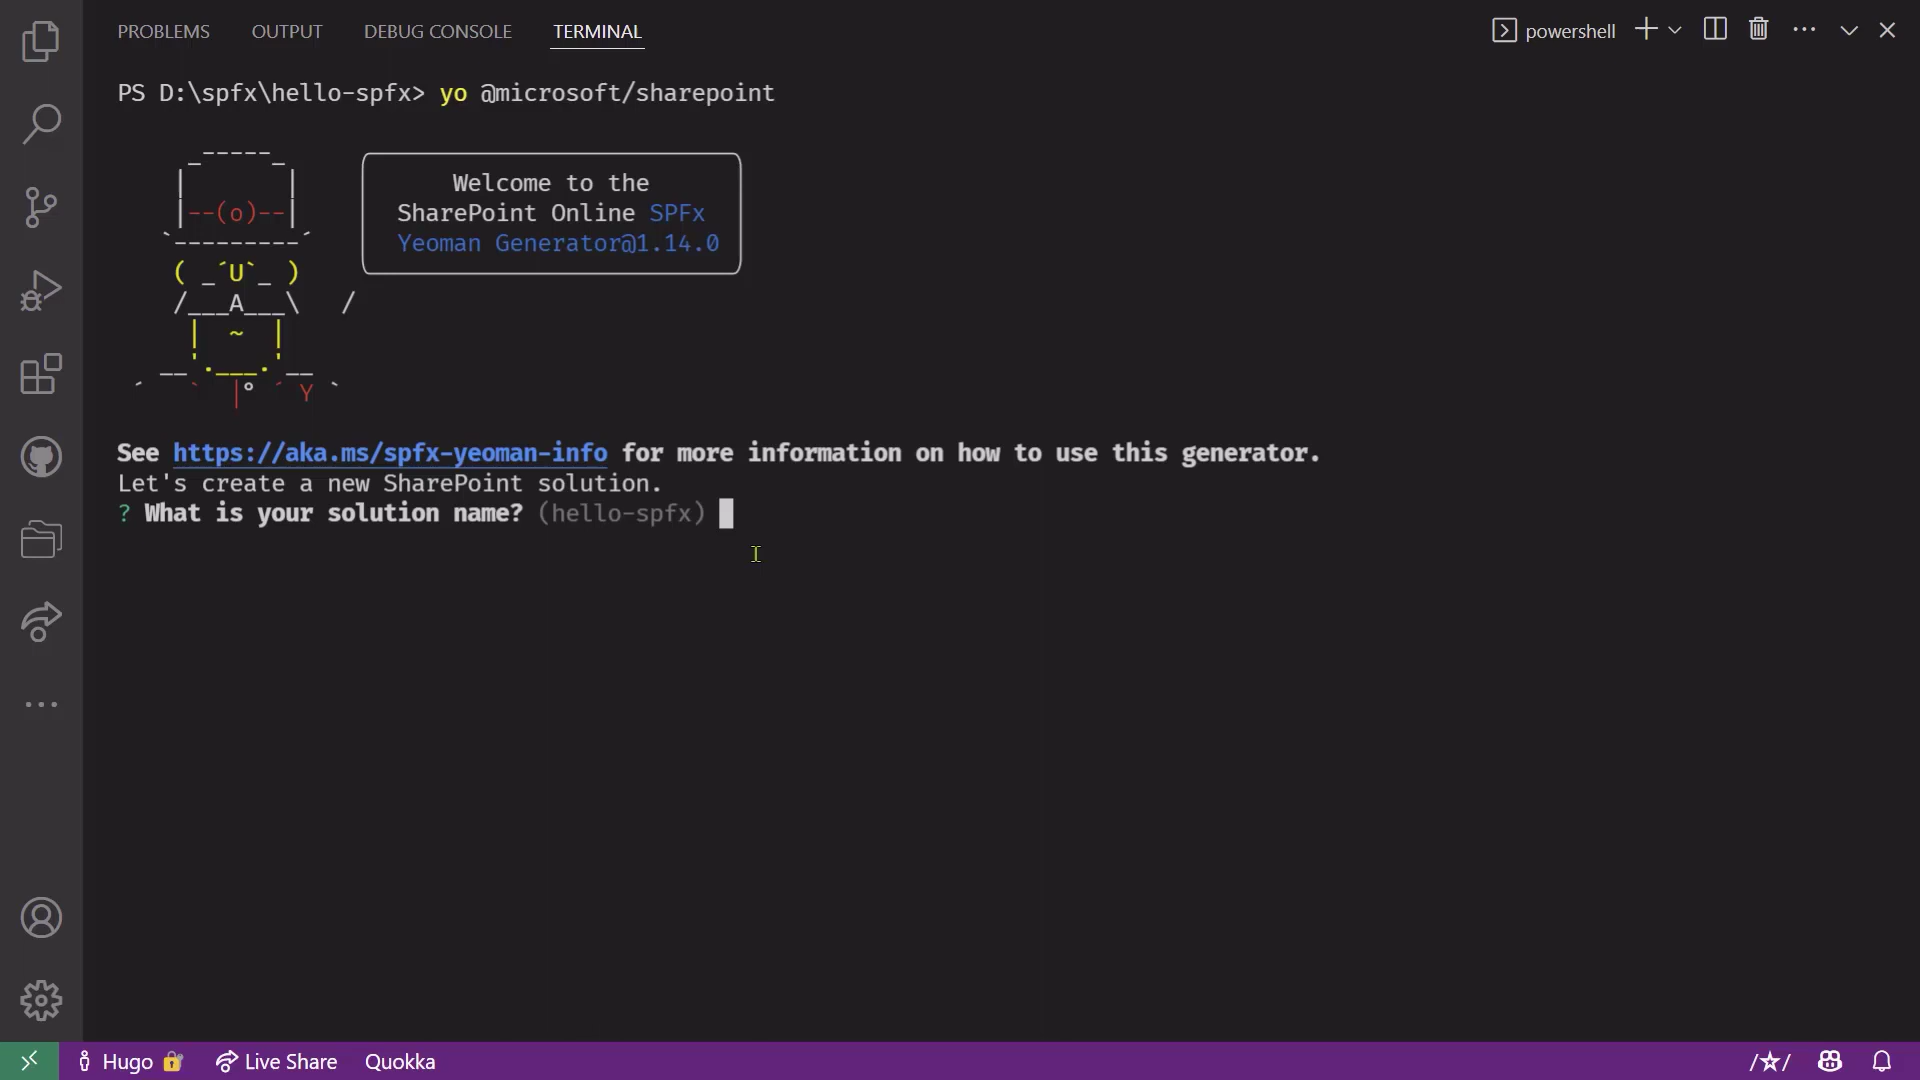 PROBLEMS OUTPUT DEBUG CONSOLE TERMINAL powershell
PS D:\spfx\hello-spfx> yo @microsoft/sharepoint
Welcome to the
SharePoint Online SPFx
Yeoman Generator@1.14.0
See https://aka.ms/spfx-yeoman-info for more information on how to use this generator.
Let's create a new SharePoint solution.
? What is your solution name? (hello-spfx)
Hugo Live Share Quokka